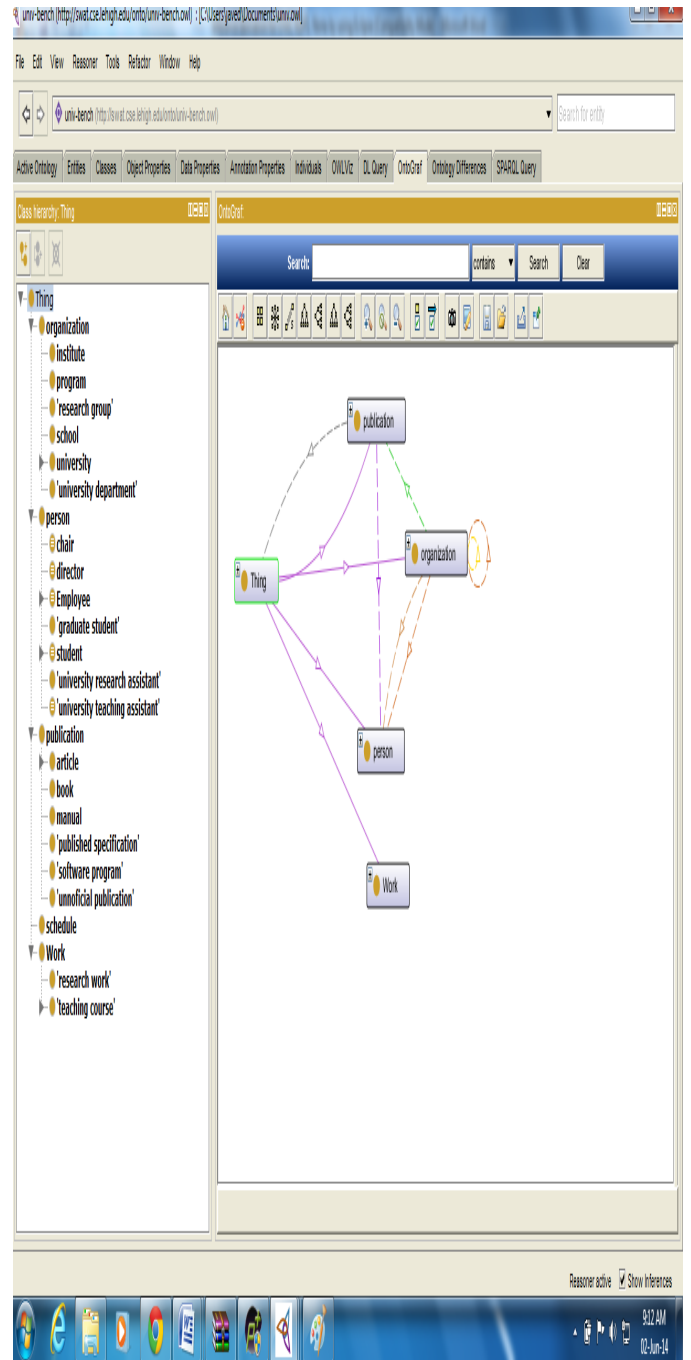 univ-bench (http://swat.cse.lehigh.edu/onto/univ-bench.owl) : [C:\Users\javed\Documents\univ.owl]
File Edit View Reasoner Tools Refactor Window Help
univ-bench (http://swat.cse.lehigh.edu/onto/univ-bench.owl) Search for entity
Active Ontology Entities Classes Object Properties Data Properties Annotation Properties Individuals OWLViz DL Query OntoGraf Ontology Differences SPARQL Query
Class hierarchy: Thing
Thing
organization
institute
program
'research group'
school
university
'university department'
person
chair
director
Employee
'graduate student'
student
'university research assistant'
'university teaching assistant'
publication
article
book
manual
'published specification'
'software program'
'unnoficial publication'
schedule
Work
'research work'
'teaching course'
OntoGraf:
Search: contains Search Clear
publication
organization
Thing
person
Work
Reasoner active Show Inferences
9:12 AM
02-Jun-14